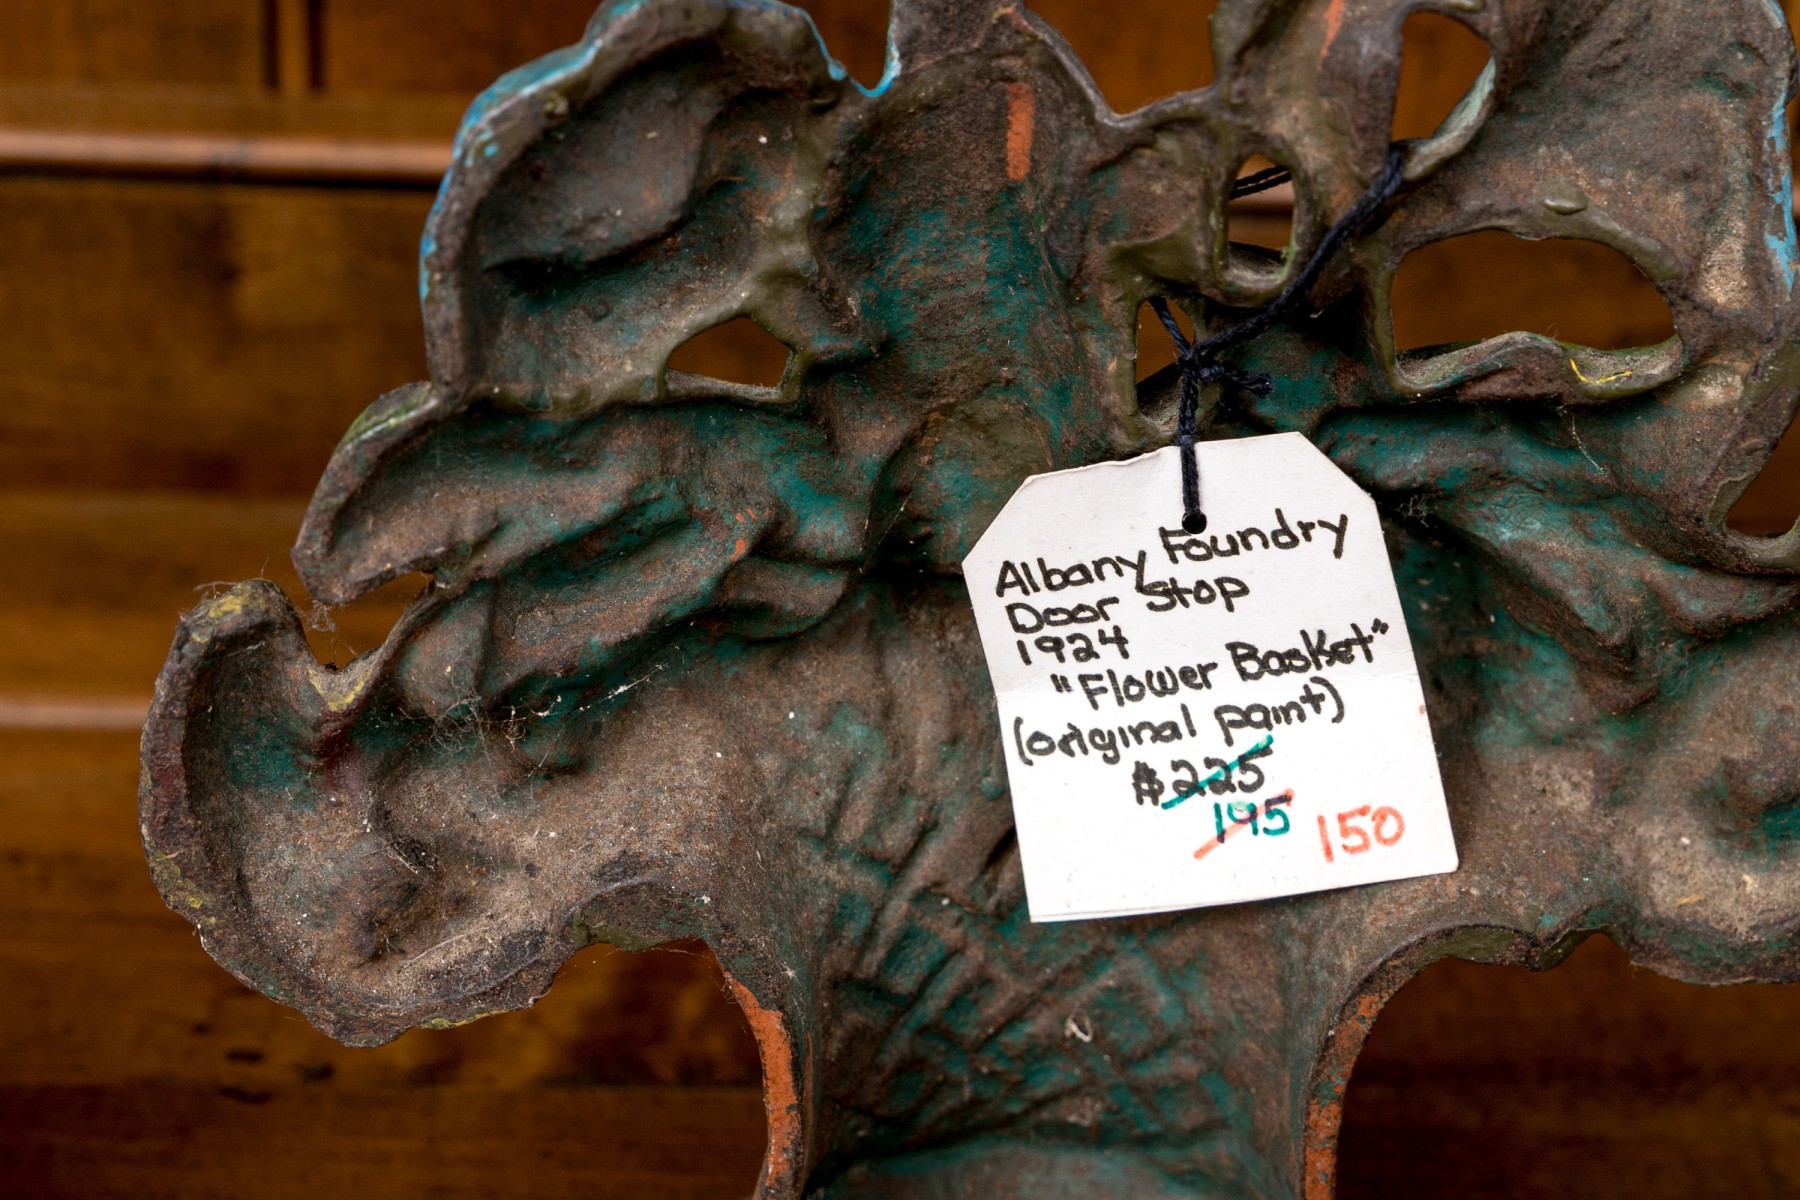 Albany Foundry
Door Stop
1924
"Flower Basket"
(original paint)
$225
195 150